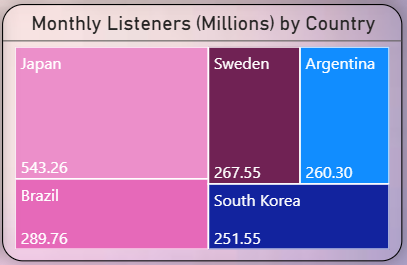 Monthly Listeners (Millions) by Country
Japan
543.26
Brazil
289.76
Sweden
267.55
Argentina
260.30
South Korea
251.55